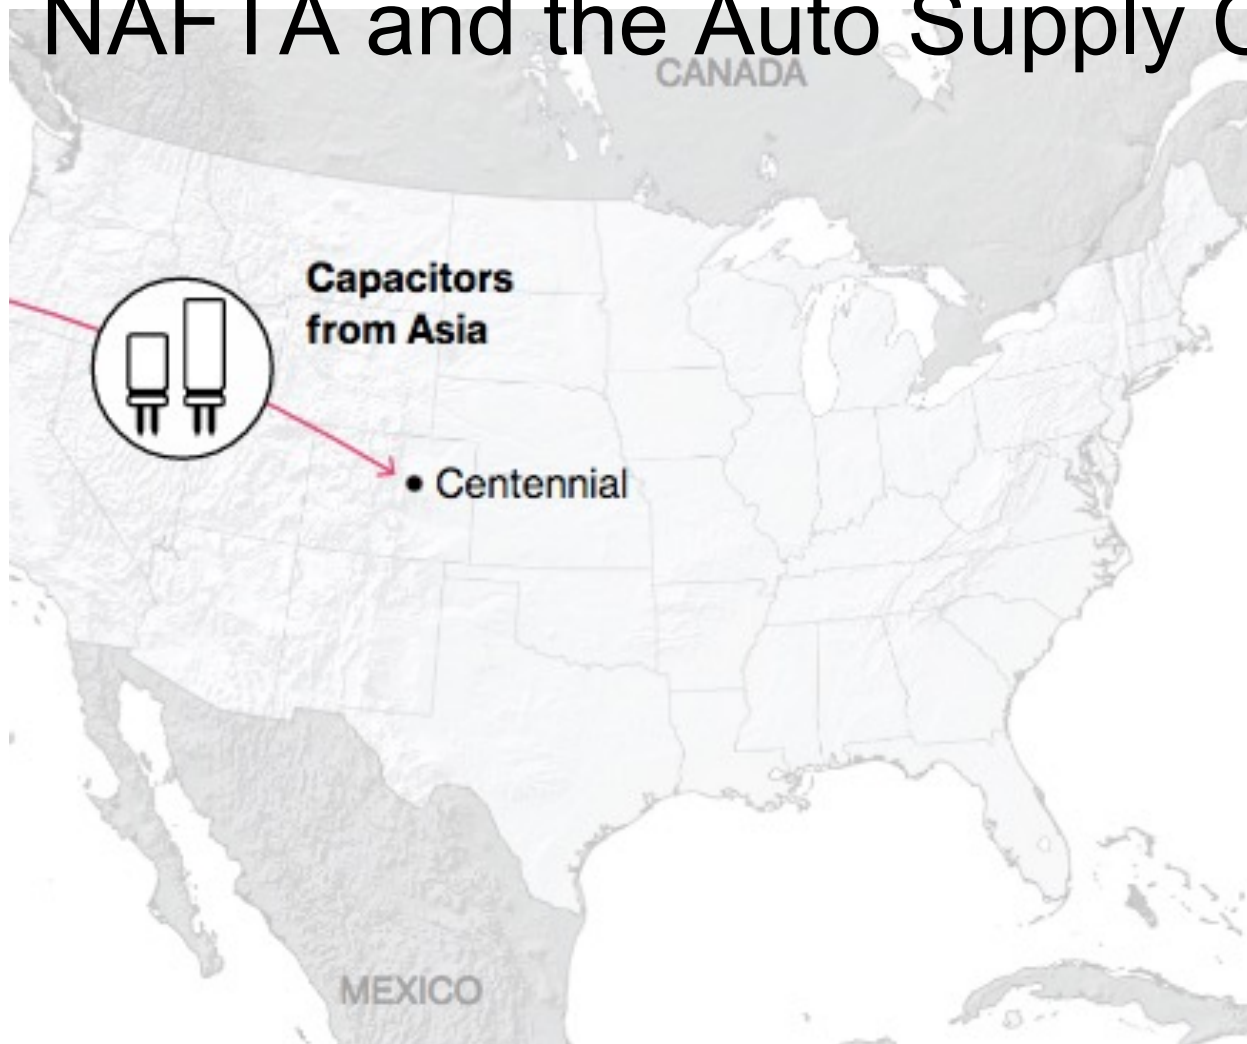 NAFTA and the Auto Supply
CANADA
Capacitors
from Asia
Centennial
MEXICO